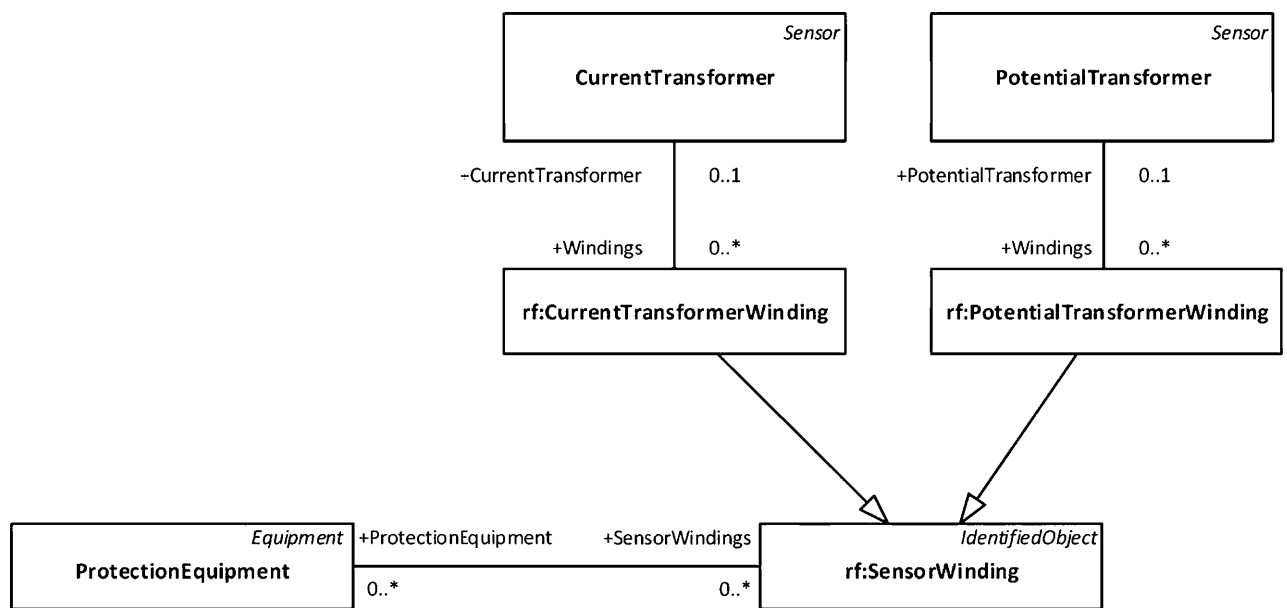 Sensor
CurrentTransformer
Sensor
PotentialTransformer
+CurrentTransformer 0..1
+PotentialTransformer 0..1
+Windings 0..*
+Windings 0..*
rf:CurrentTransformerWinding
rf:PotentialTransformerWinding
Equipment
ProtectionEquipment
+ProtectionEquipment
0..*
+SensorWindings
0..*
IdentifiedObject
rf:SensorWinding